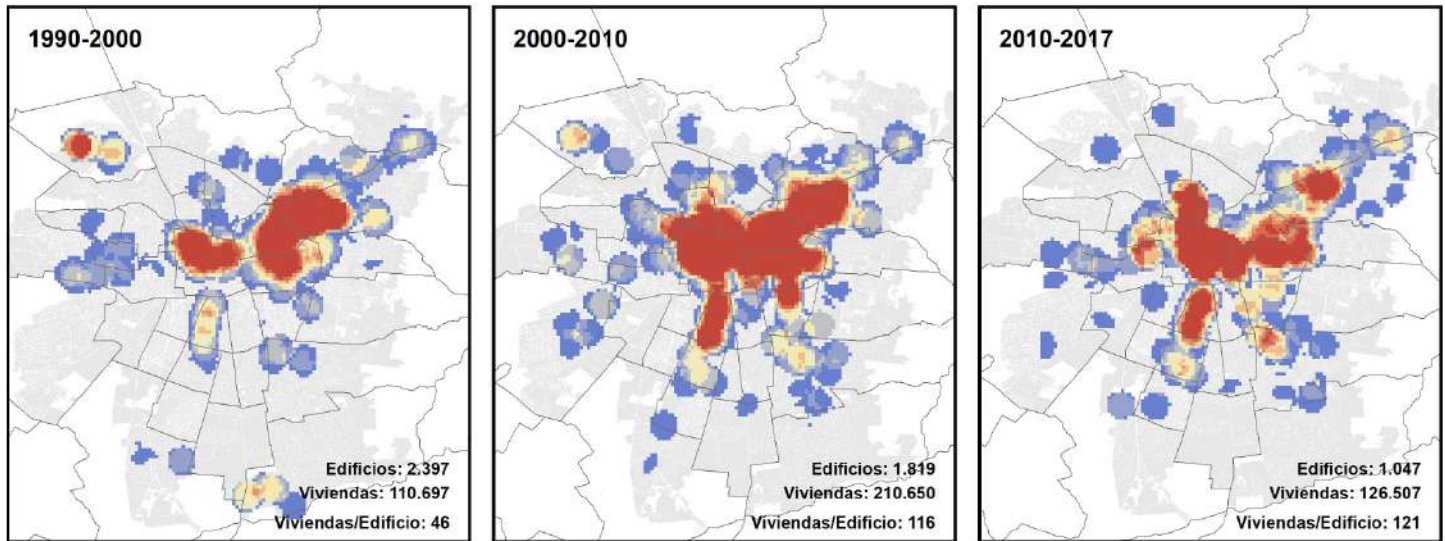 1990-2000
Edificios: 2.397
Viviendas: 110.697
Viviendas/Edificio: 46
2000-2010
Edificios: 1.819
Viviendas: 210.650
Viviendas/Edificio: 116
2010-2017
Edificios: 1.047
Viviendas: 126.507
Viviendas/Edificio: 121